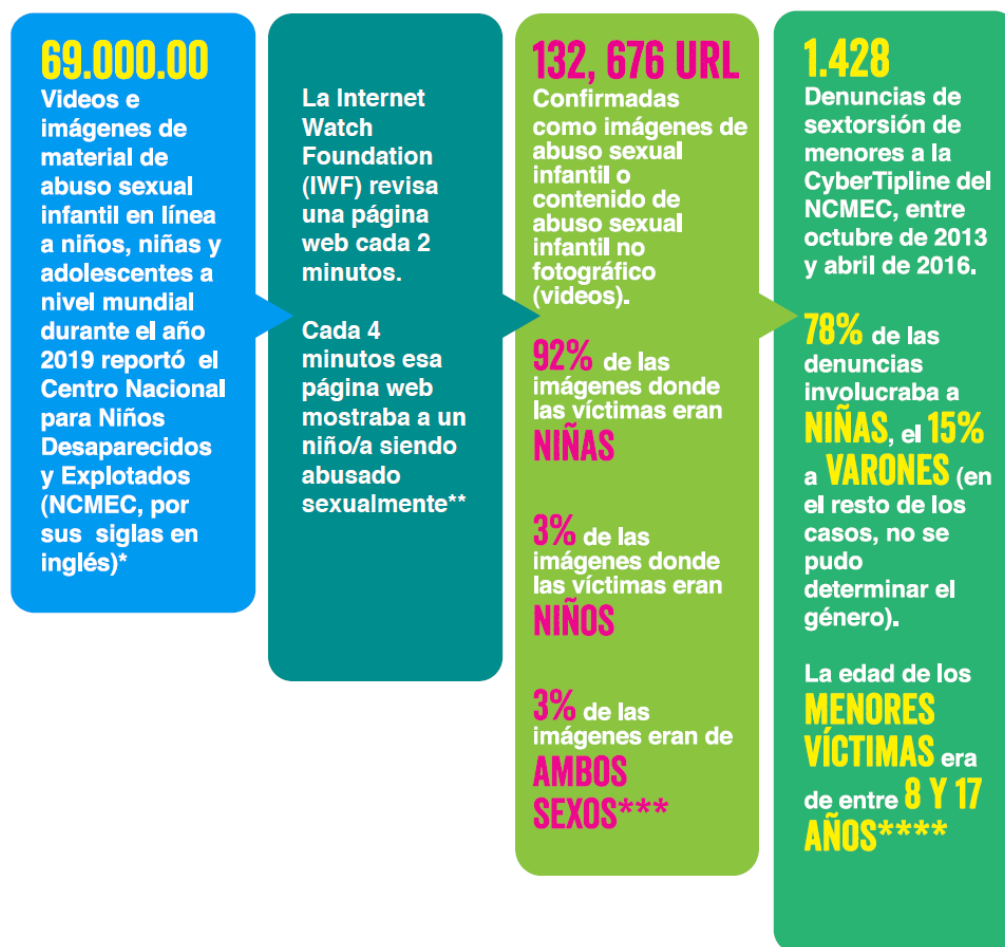 69.000.00
Videos e
imágenes de
material de
abuso sexual
infantil en línea
a niños, niñas y
adolescentes a
nivel mundial
durante el año
2019 reportó el
Centro Nacional
para Niños
Desaparecidos
y Explotados
(NCMEC, por
sus siglas en
inglés)*
La Internet
Watch
Foundation
(IWF) revisa
una página
web cada 2
minutos.
Cada 4
minutos esa
página web
mostraba a un
niño/a siendo
abusado
sexualmente**
132, 676 URL
Confirmadas
como imágenes de
abuso sexual
infantil o
contenido de
abuso sexual
infantil no
fotográfico
(videos).
92% de las
imágenes donde
las víctimas eran
NIÑAS
3% de las
imágenes donde
las víctimas eran
NIÑOS
3% de las
imágenes eran de
AMBOS
SEXOS***
1.428
Denuncias de
sextorsión de
menores a la
CyberTipline del
NCMEC, entre
octubre de 2013
y abril de 2016.
78% de las
denuncias
involucraba a
NIÑAS, el 15%
a VARONES (en
el resto de los
casos, no se
pudo
determinar el
género).
La edad de los
MENORES
VÍCTIMAS era
de entre 8 Y 17
AÑOS****